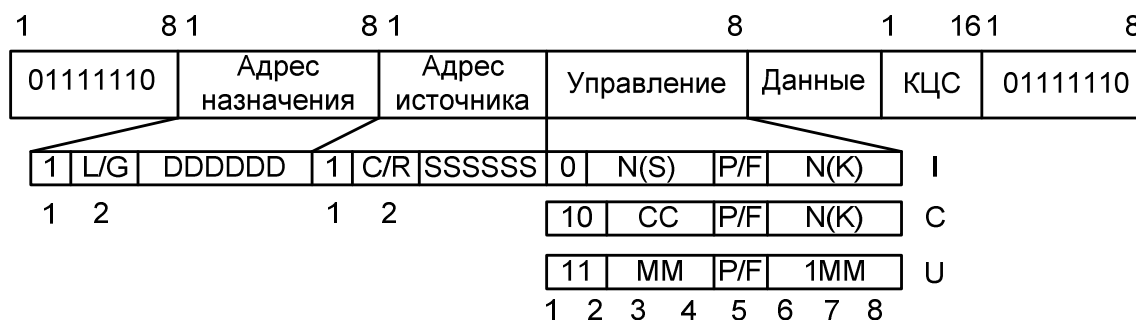 1 8 1 8 1 8 1 16 1 8
01111110 Адрес назначения Адрес источника Управление Данные КЦС 01111110
1 L/G DDDDDD 1 C/R SSSSSS 0 N(S) P/F N(K) I
1 2 1 2
10 CC P/F N(K) C
11 MM P/F 1MM U
1 2 3 4 5 6 7 8